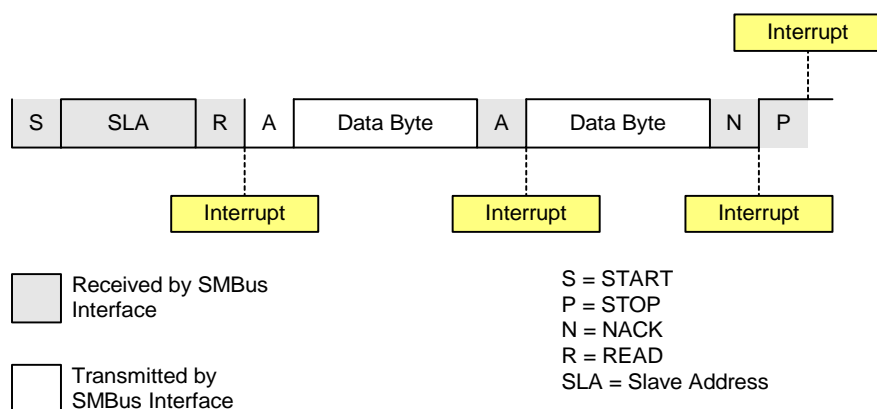 Interrupt
S SLA R A Data Byte A Data Byte N P
Interrupt Interrupt Interrupt
Received by SMBus
Interface
Transmitted by
SMBus Interface
S = START
P = STOP
N = NACK
R = READ
SLA = Slave Address